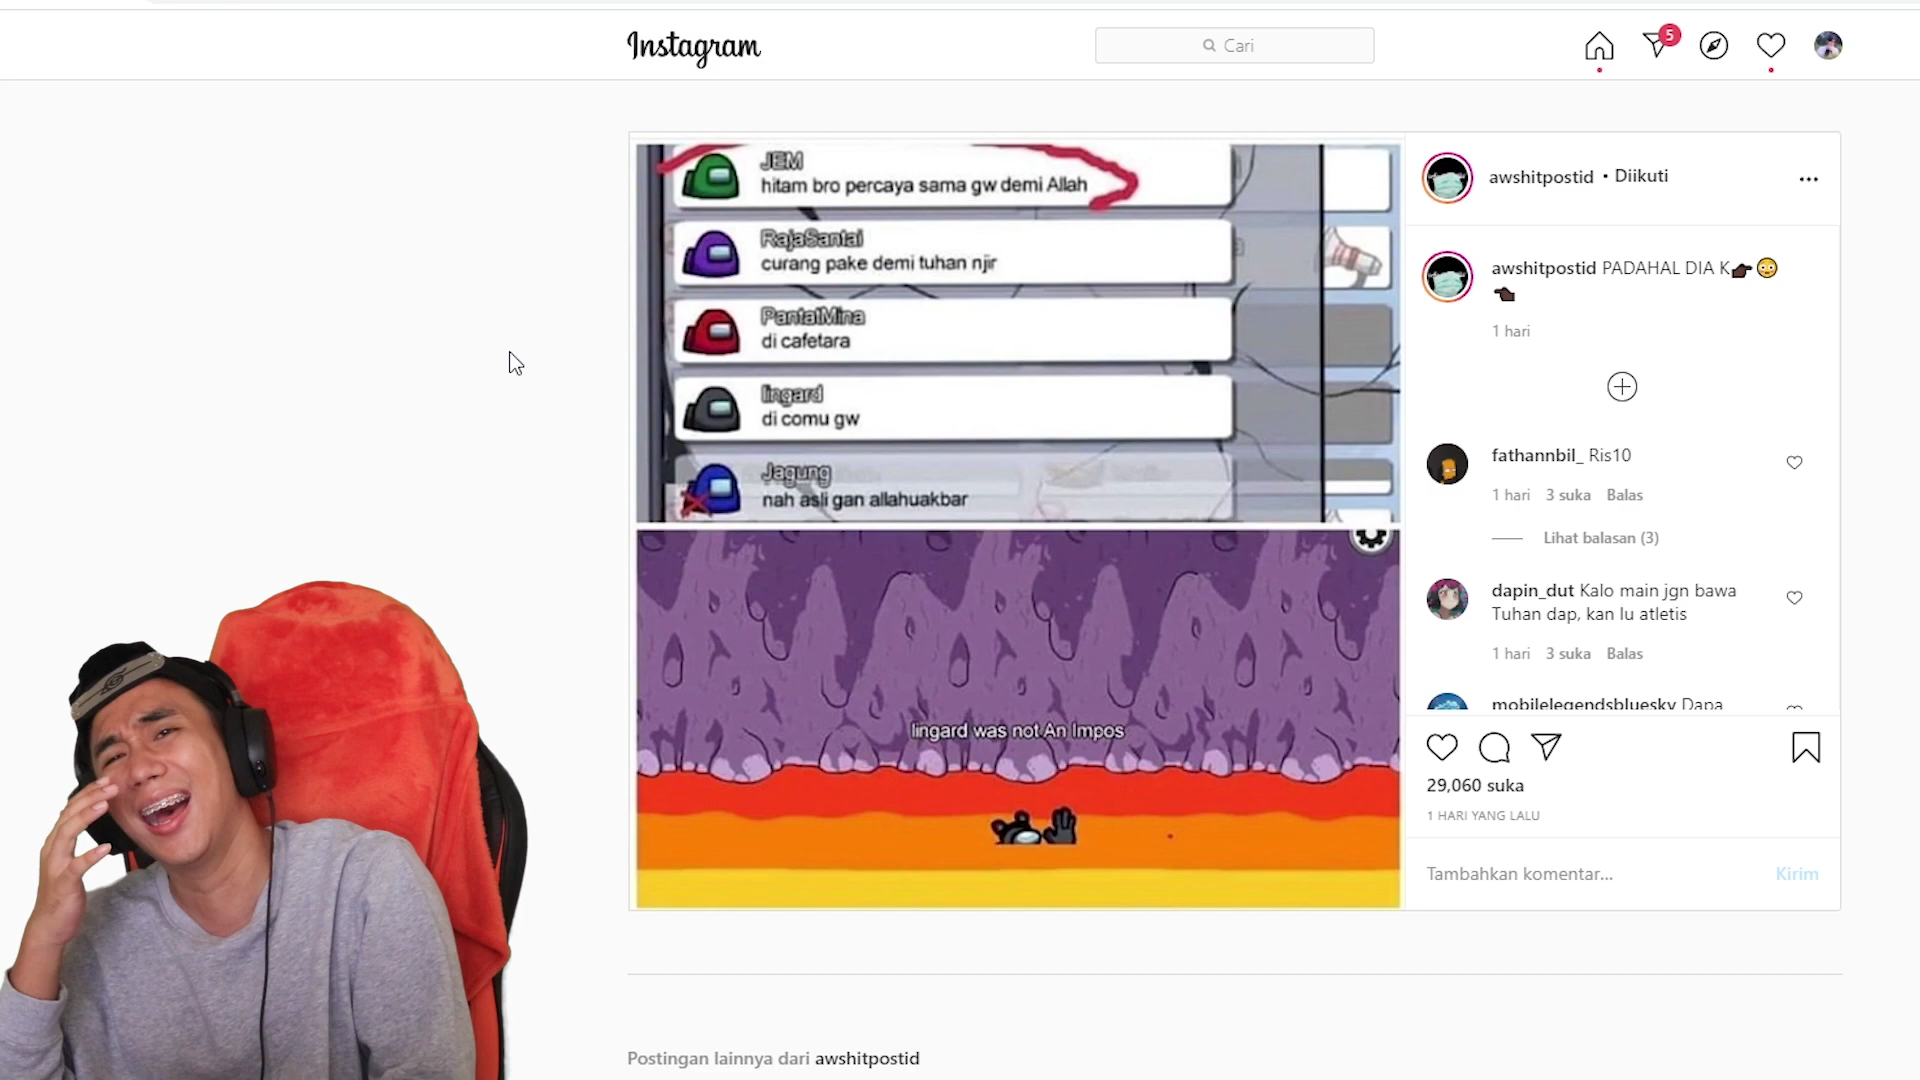 Instagram
Cari
5
JEM
hitam bro percaya sama gw demi Allah
RajaSantai
curang pake demi tuhan njir
PantatMina
di cafetara
lingard
di comu gw
Jagung
nah asli gan allahuakbar
lingard was not An Impos
awshitpostid • Diikuti
awshitpostid PADAHAL DIA K
1 hari
fathannbil_ Ris10
1 hari 3 suka Balas
Lihat balasan (3)
dapin_dut Kalo main jgn bawa
Tuhan dap, kan lu atletis
1 hari 3 suka Balas
mobilelegendsbluesky Dapa
29,060 suka
1 HARI YANG LALU
Tambahkan komentar... Kirim
Postingan lainnya dari awshitpostid